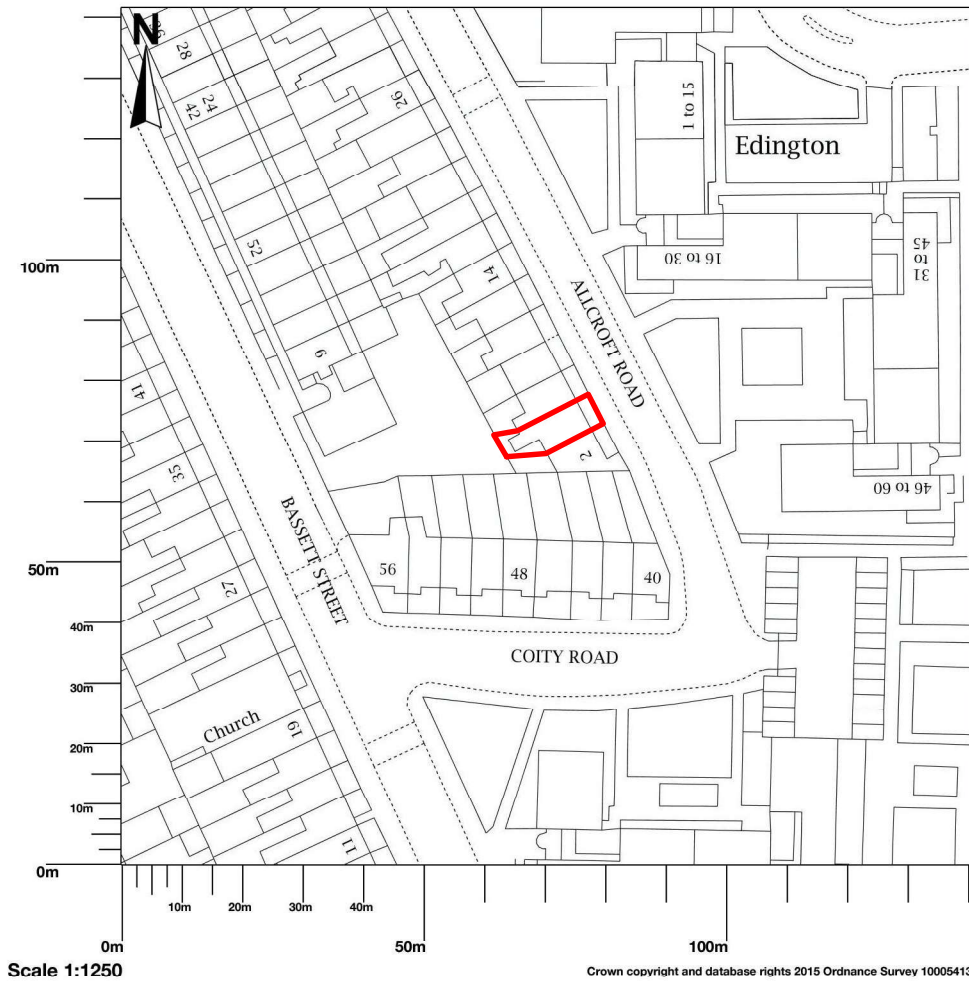 N
26
28
24
42
26
1 to 15
Edington
52
14
16 to 30
45
to
31
100m
ALLCROFT ROAD
6
41
2
35
46 to 60
BASSETT STREET
50m
56
48
40
27
40m
COITY ROAD
30m
Church
19
20m
10m
11
0m
10m
20m
30m
40m
0m
50m
100m
Scale 1:1250
Crown copyright and database rights 2015 Ordnance Survey 10005413